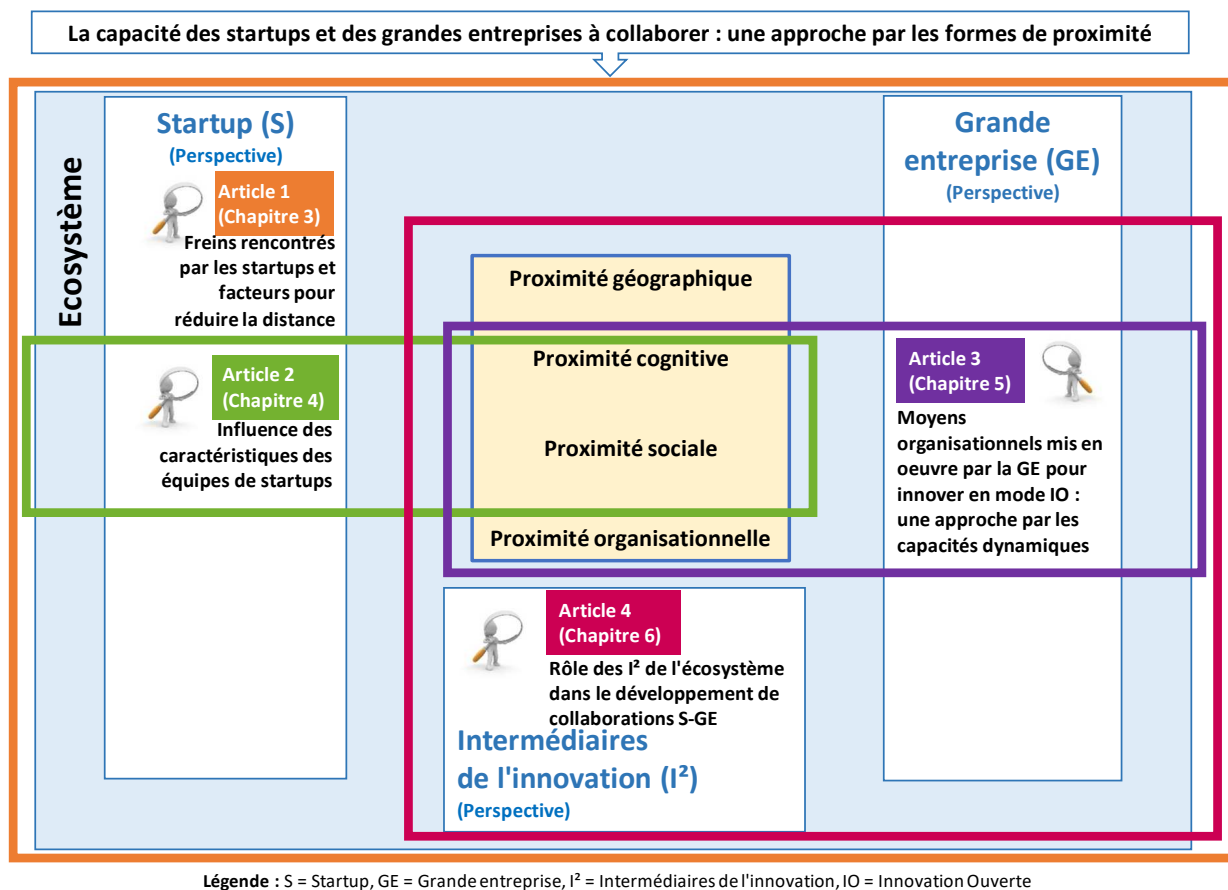 La capacité des startups et des grandes entreprises à collaborer : une approche par les formes de proximité
Ecosystème
Startup (S)
(Perspective)
Article 1
(Chapitre 3)
Freins rencontrés
par les startups et
facteurs pour
réduire la distance
Article 2
(Chapitre 4)
Influence des
caractéristiques des
équipes de startups
Proximité géographique
Proximité cognitive
Proximité sociale
Proximité organisationnelle
Grande
entreprise (GE)
(Perspective)
Article 3
(Chapitre 5)
Moyens
organisationnels mis en
oeuvre par la GE pour
innover en mode IO :
une approche par les
capacités dynamiques
Article 4
(Chapitre 6)
Rôle des I² de l'écosystème
dans le développement de
collaborations S-GE
Intermédiaires
de l'innovation (I²)
(Perspective)
Légende : S = Startup, GE = Grande entreprise, I² = Intermédiaires de l'innovation, IO = Innovation Ouverte